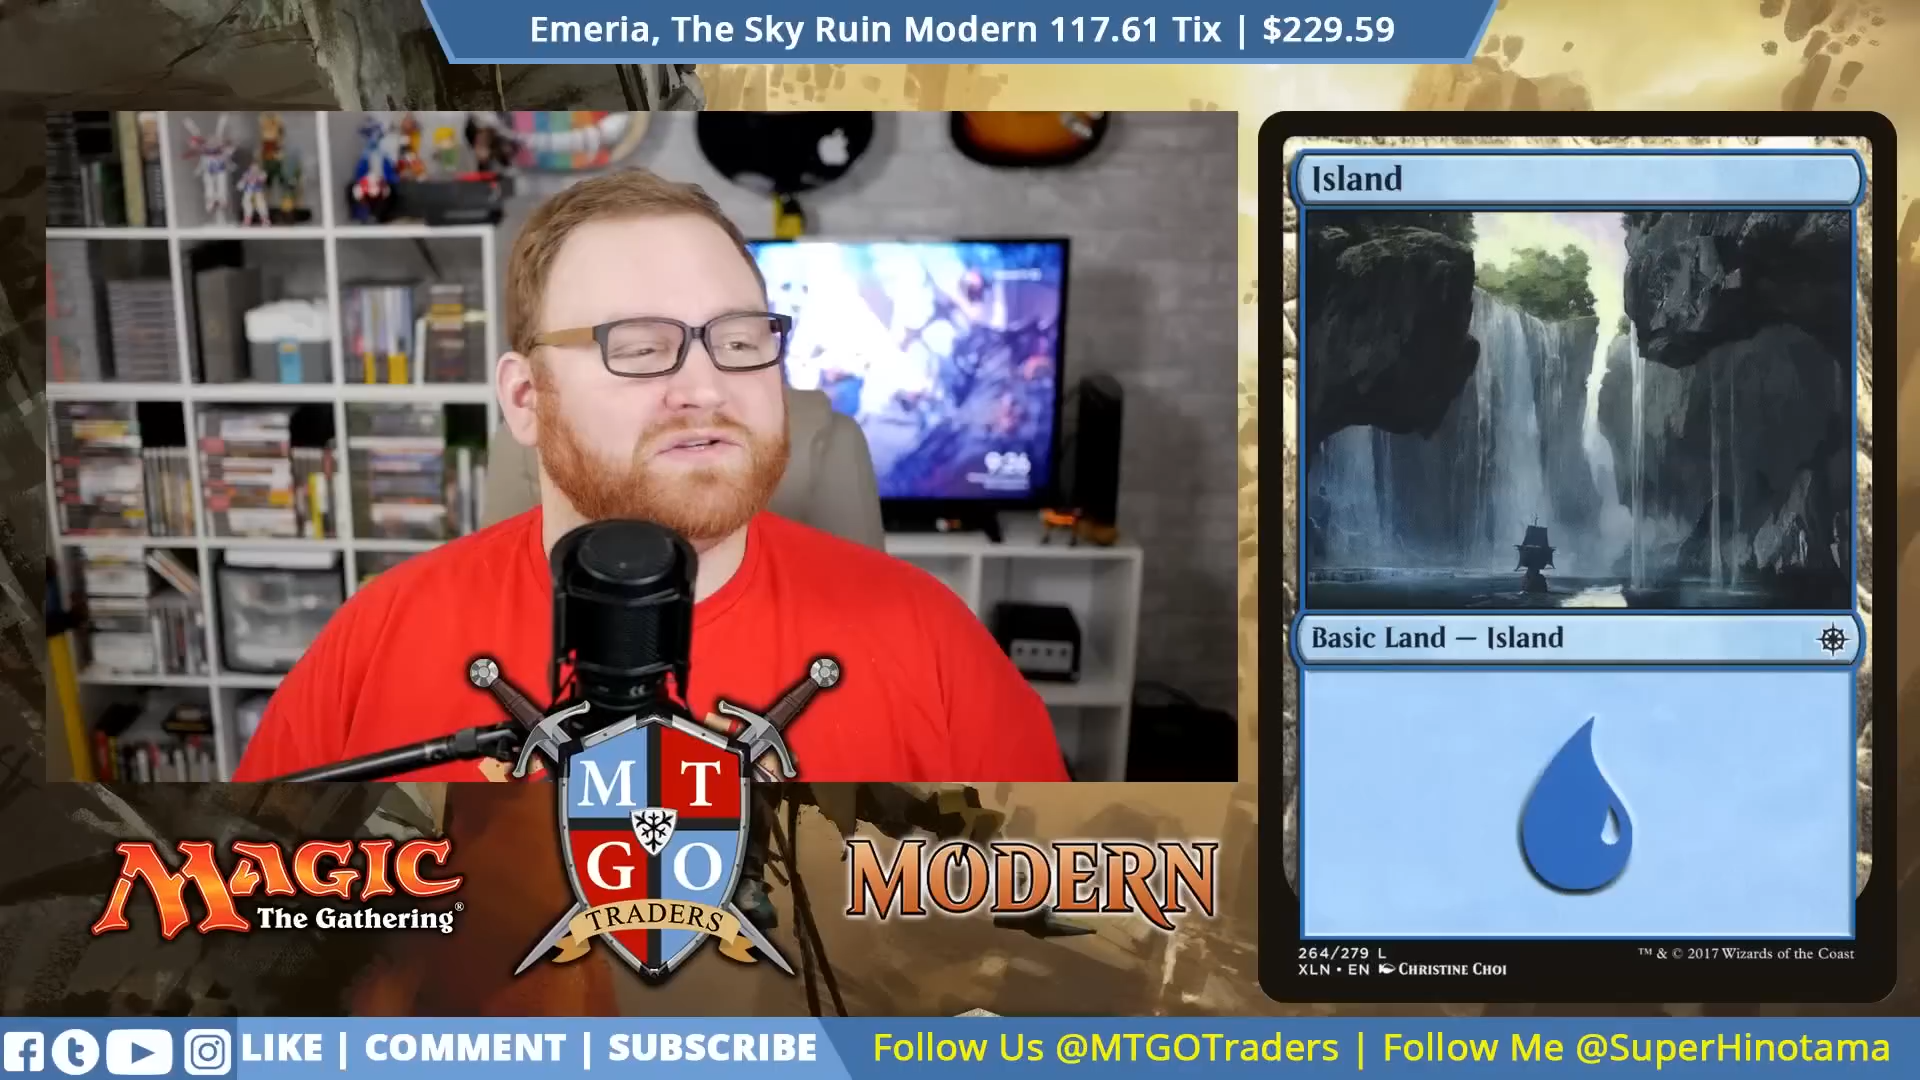 Emeria, The Sky Ruin Modern 117.61 Tix | $229.59
Island
9:26
Basic Land — Island
M T
G O
TRADERS
MAGIC
The Gathering®
MODERN
264/279 L
XLN • EN CHRISTINE CHOI
™ & © 2017 Wizards of the Coast
LIKE | COMMENT | SUBSCRIBE
Follow Us @MTGOTraders | Follow Me @SuperHinotama